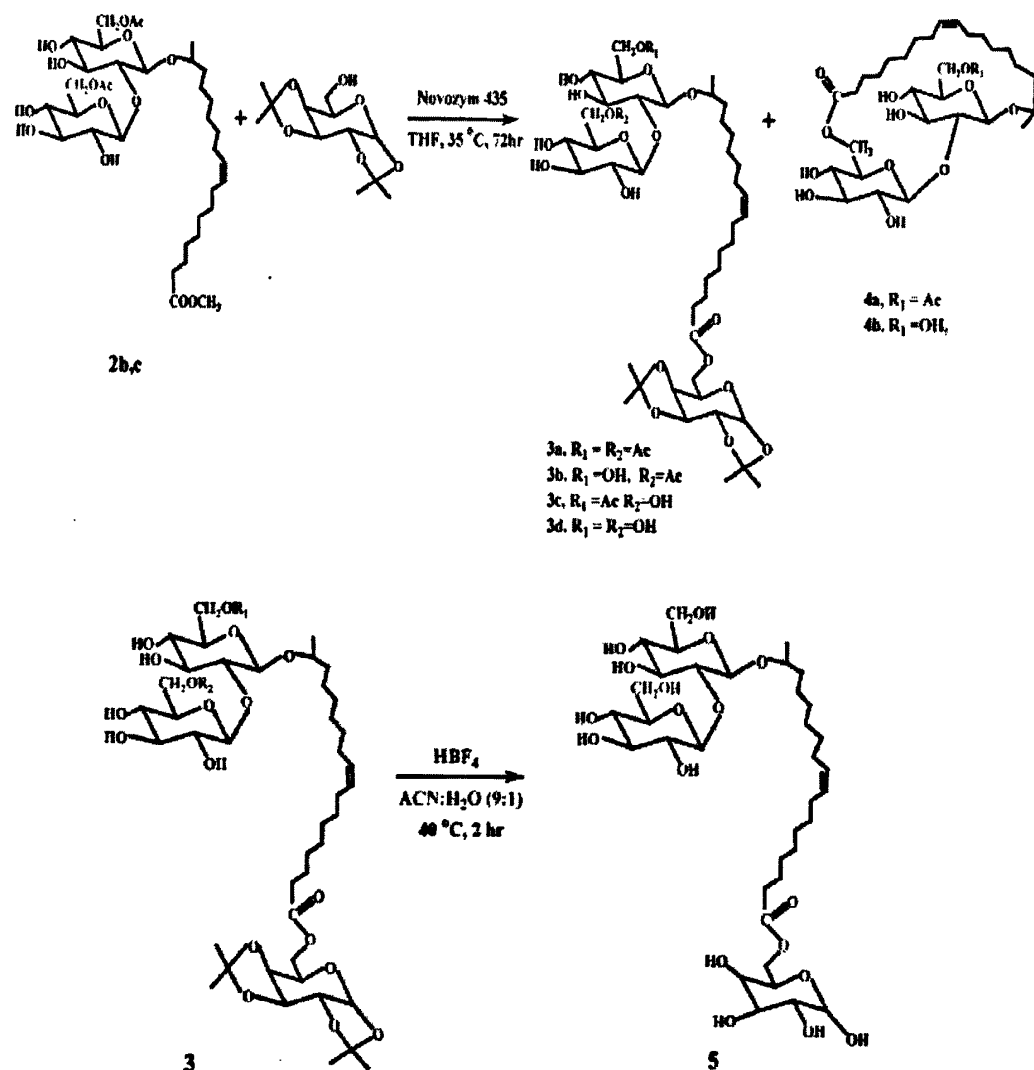 CH2OAc
HO
HO
O
O
O
CH2OAc
HO
HO
O
O
OH
COOCH3
2b,c
+
O
O
OH
O
O
O
Novozym 435
THF, 35 °C, 72hr
CH2OR1
HO
HO
O
O
CH2OR2
HO
HO
O
O
OH
C
O
O
O
O
O
O
O
3a. R1 = R2=Ac
3b. R1=OH, R2=Ac
3c, R1=Ac R2=OH
3d. R1 = R2=OH
+
O
C
O
CH2OR1
HO
HO
O
O
CH3
HO
HO
O
O
OH
4a, R1 = Ac
4b. R1=OH,
CH2OR1
HO
HO
O
O
CH2OR2
HO
HO
O
O
OH
C
O
O
O
O
O
O
O
3
HBF4
ACN:H2O (9:1)
40 °C, 2 hr
CH2OH
HO
HO
O
O
CH2OH
HO
HO
O
O
OH
C
O
O
HO
HO
O
OH
OH
5